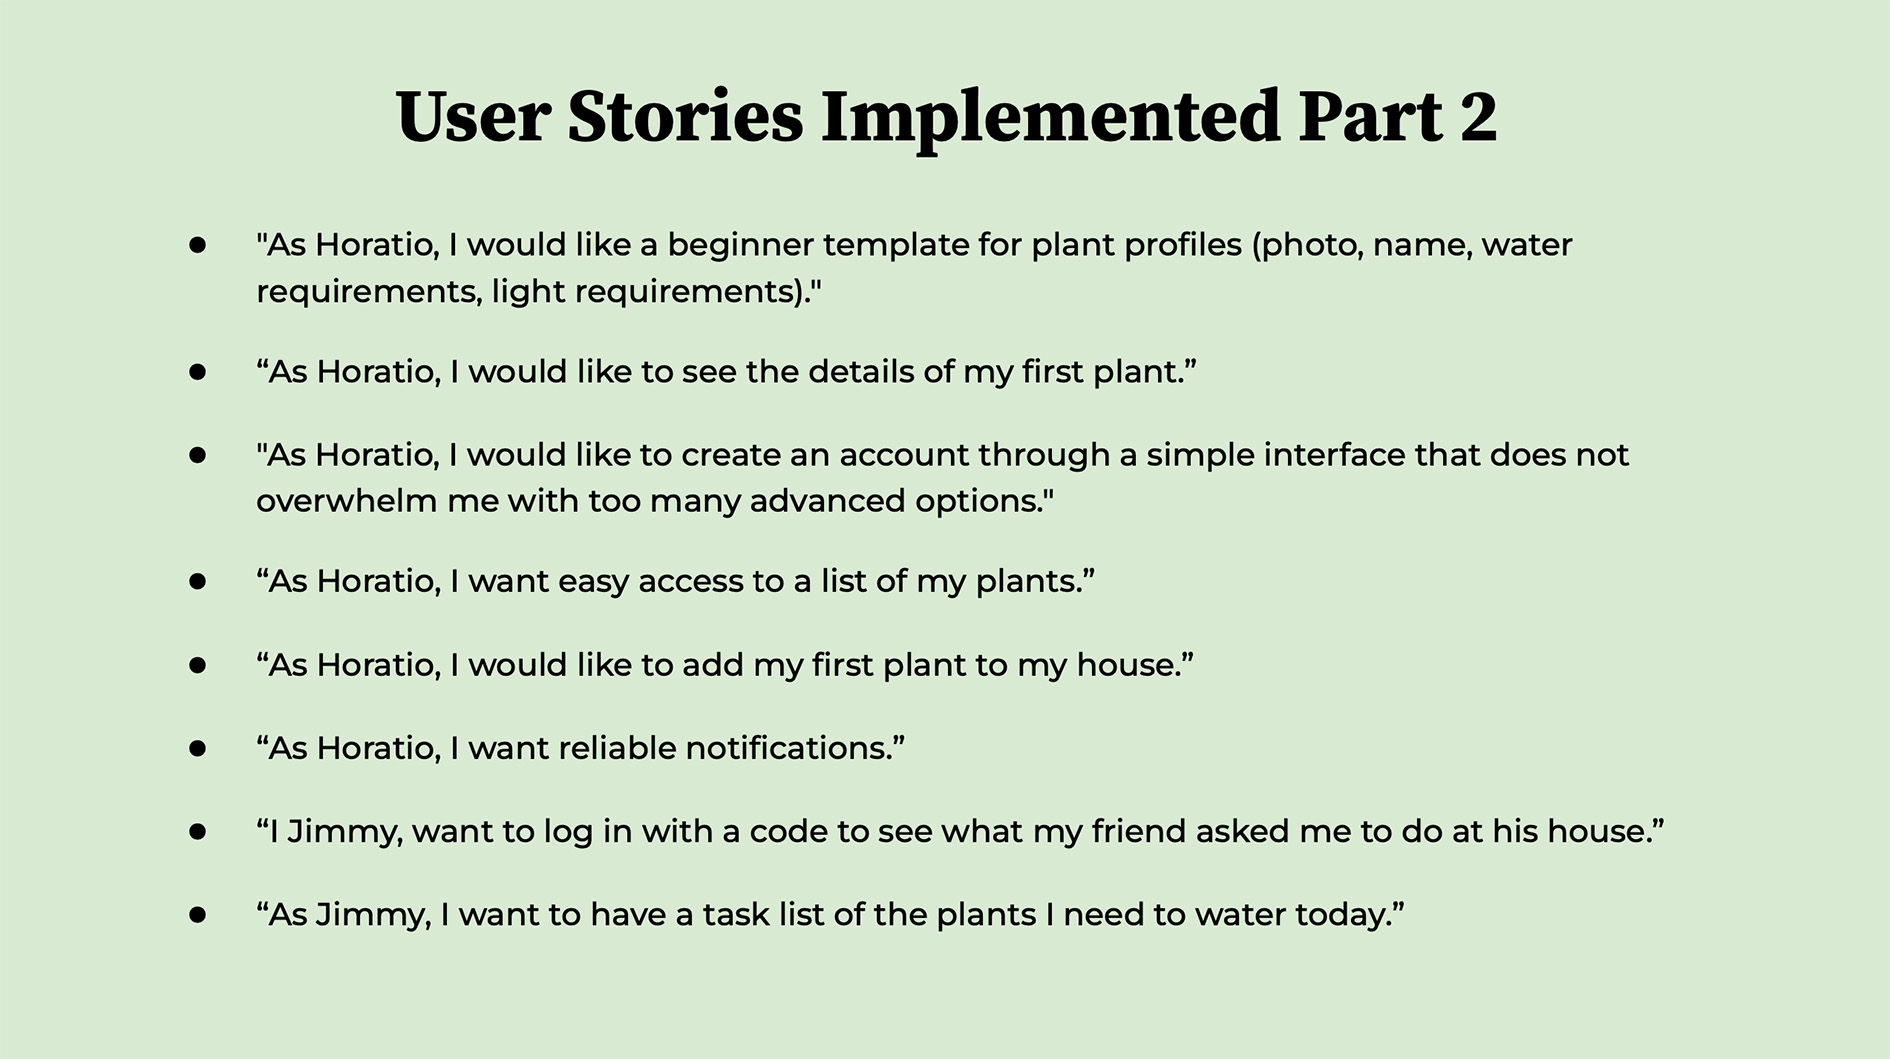 User Stories Implemented Part 2
● "As Horatio, I would like a beginner template for plant profiles (photo, name, water
requirements, light requirements)."
● “As Horatio, I would like to see the details of my first plant.”
● "As Horatio, I would like to create an account through a simple interface that does not
overwhelm me with too many advanced options."
● “As Horatio, I want easy access to a list of my plants.”
● “As Horatio, I would like to add my first plant to my house.”
● “As Horatio, I want reliable notifications.”
● “I Jimmy, want to log in with a code to see what my friend asked me to do at his house.”
● “As Jimmy, I want to have a task list of the plants I need to water today.”